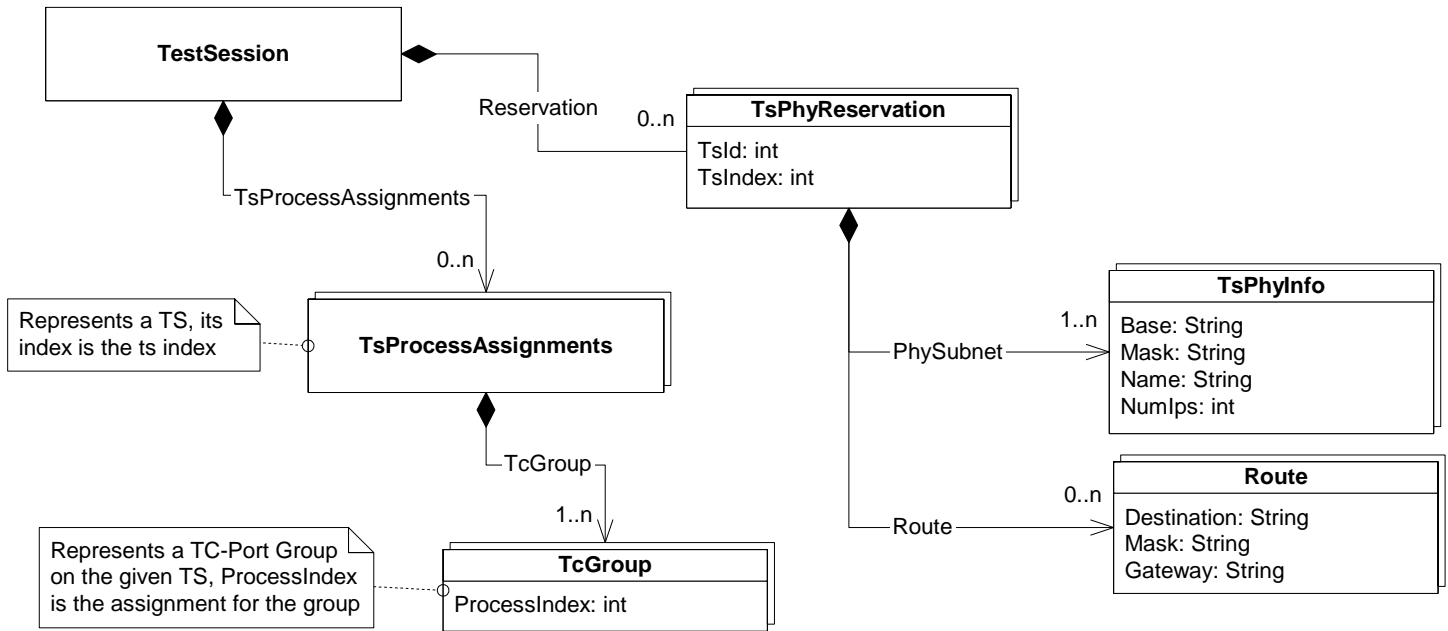 TestSession
Reservation
0..n
TsPhyReservation
TsId: int
TsIndex: int
TsProcessAssignments
0..n
Represents a TS, its
index is the ts index
TsProcessAssignments
PhySubnet
1..n
TsPhyInfo
Base: String
Mask: String
Name: String
NumIps: int
TcGroup
1..n
Route
0..n
Route
Destination: String
Mask: String
Gateway: String
Represents a TC-Port Group
on the given TS, ProcessIndex
is the assignment for the group
TcGroup
ProcessIndex: int